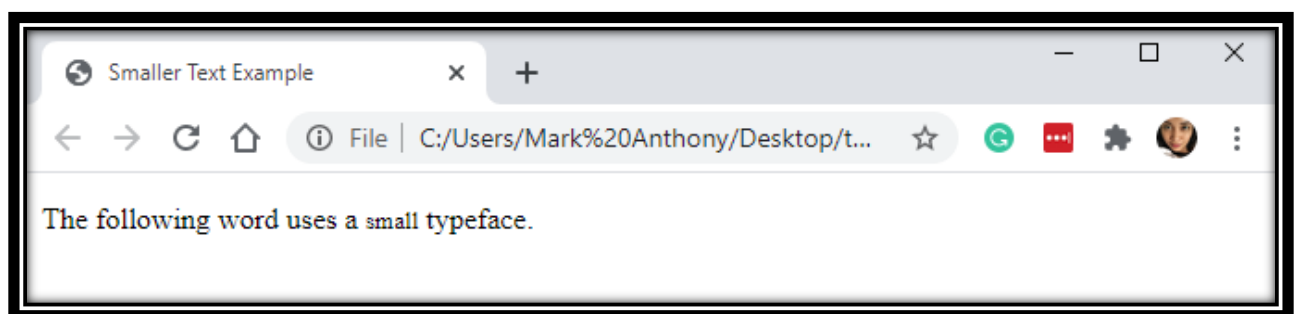 Smaller Text Example
File C:/Users/Mark%20Anthony/Desktop/t...
The following word uses a small typeface.